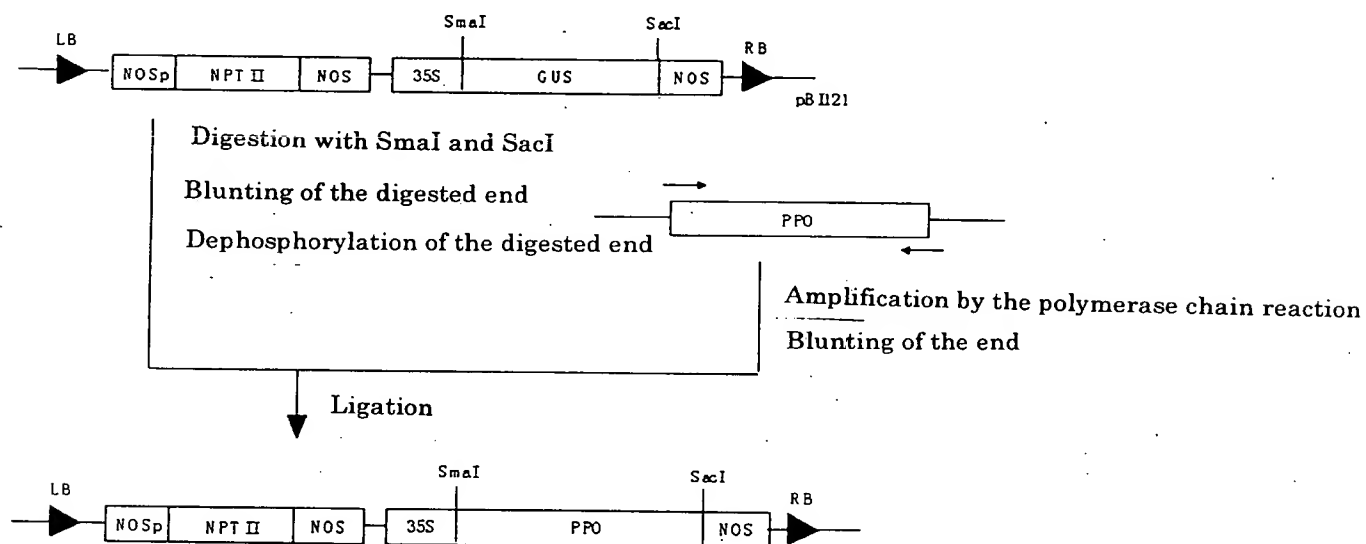 SmaI SacI
LB RB
NOSp NPT II NOS 35S GUS NOS
pBI121
Digestion with SmaI and SacI
Blunting of the digested end
PPO
Dephosphorylation of the digested end
Amplification by the polymerase chain reaction
Blunting of the end
Ligation
SmaI SacI
LB RB
NOSp NPT II NOS 35S PPO NOS